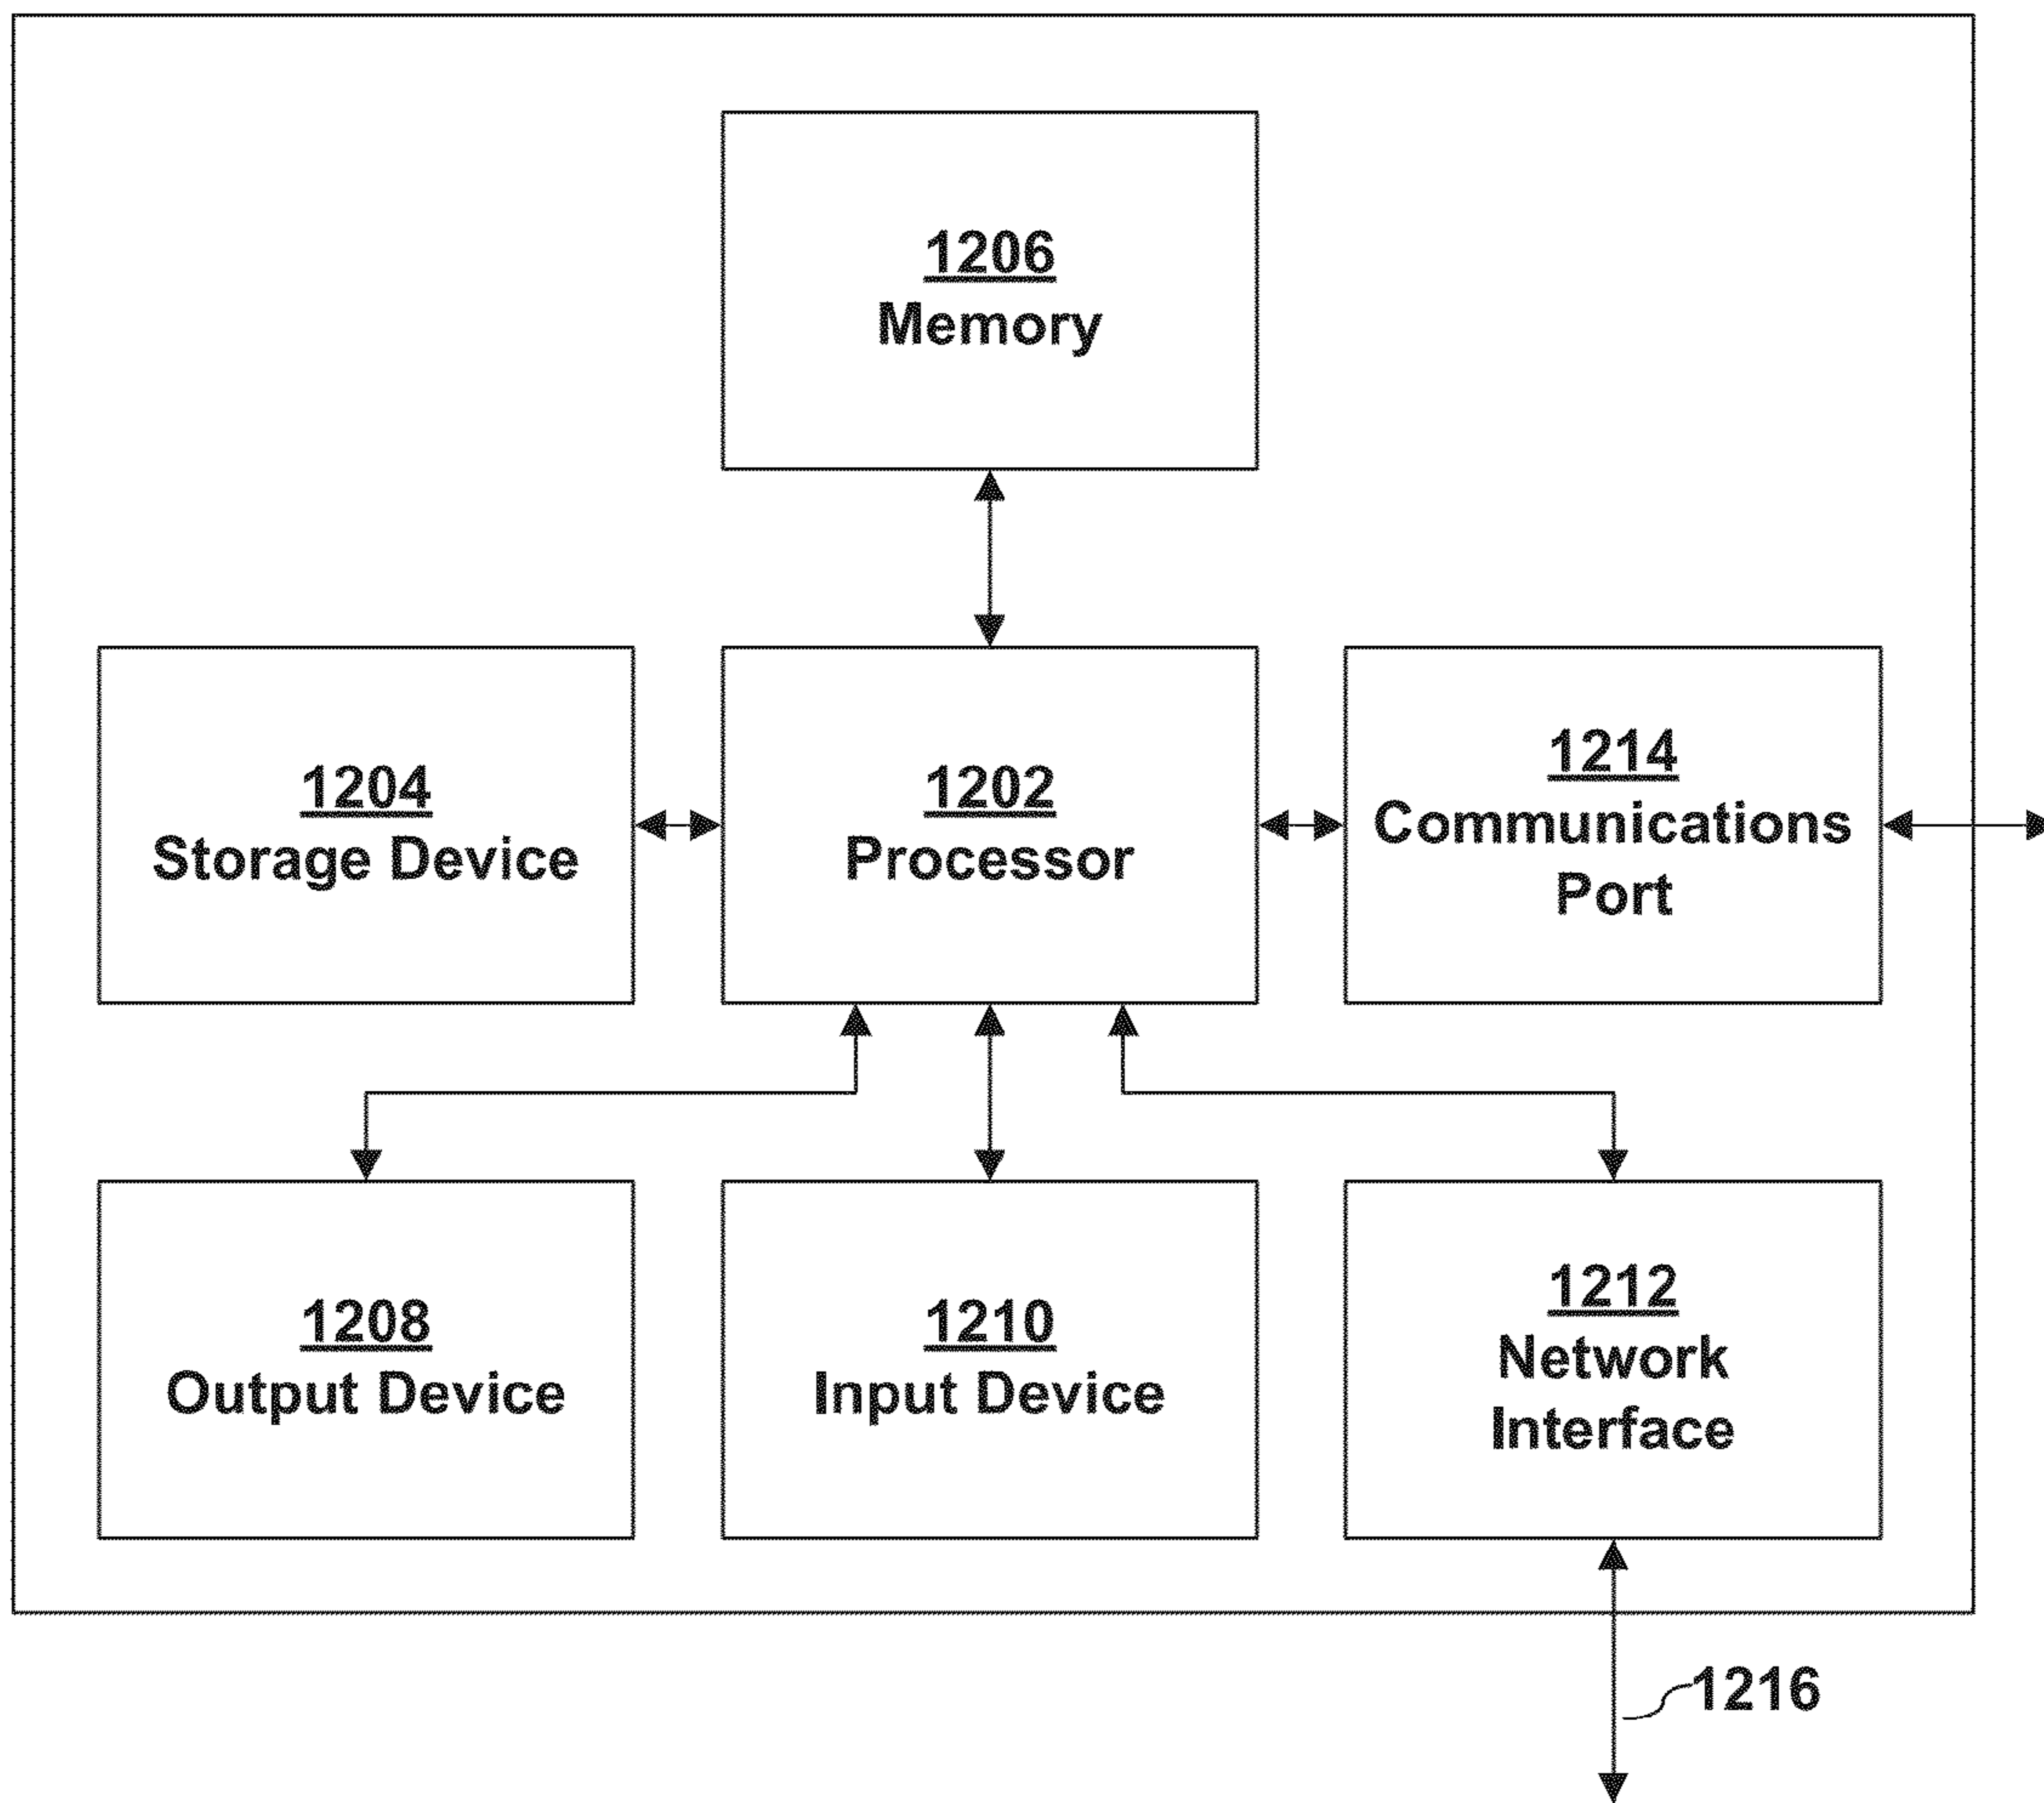 1206
Memory
1204
Storage Device
1202
Processor
1214
Communications
Port
1208
Output Device
1210
Input Device
1212
Network
Interface
1216